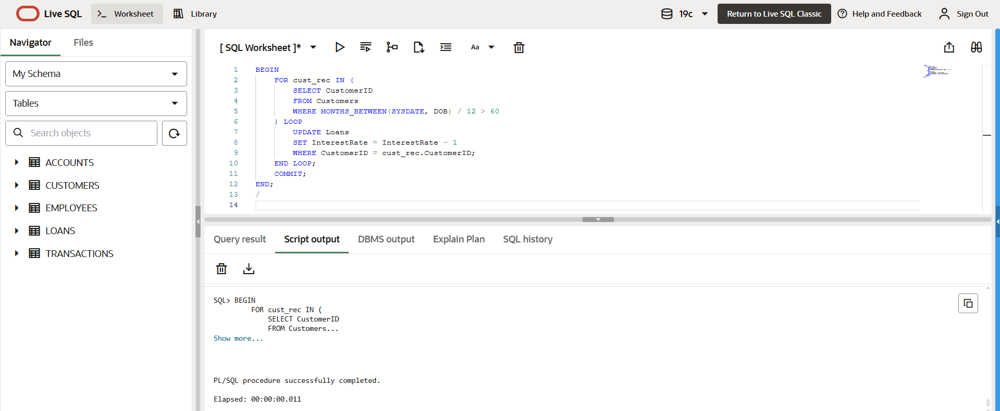 Live SQL
Worksheet
Library
19c
Return to Live SQL Classic
Help and Feedback
Sign Out
Navigator
Files
My Schema
Tables
Search objects
ACCOUNTS
CUSTOMERS
EMPLOYEES
LOANS
TRANSACTIONS
[ SQL Worksheet ]*
Aa
1 BEGIN
2 FOR cust_rec IN (
3 SELECT CustomerID
4 FROM Customers
5 WHERE MONTHS_BETWEEN(SYSDATE, DOB) / 12 > 60
6 ) LOOP
7 UPDATE Loans
8 SET InterestRate = InterestRate - 1
9 WHERE CustomerID = cust_rec.CustomerID;
10 END LOOP;
11 COMMIT;
12 END;
13 /
14
Query result
Script output
DBMS output
Explain Plan
SQL history
SQL> BEGIN
FOR cust_rec IN (
SELECT CustomerID
FROM Customers...
Show more...
PL/SQL procedure successfully completed.
Elapsed: 00:00:00.011